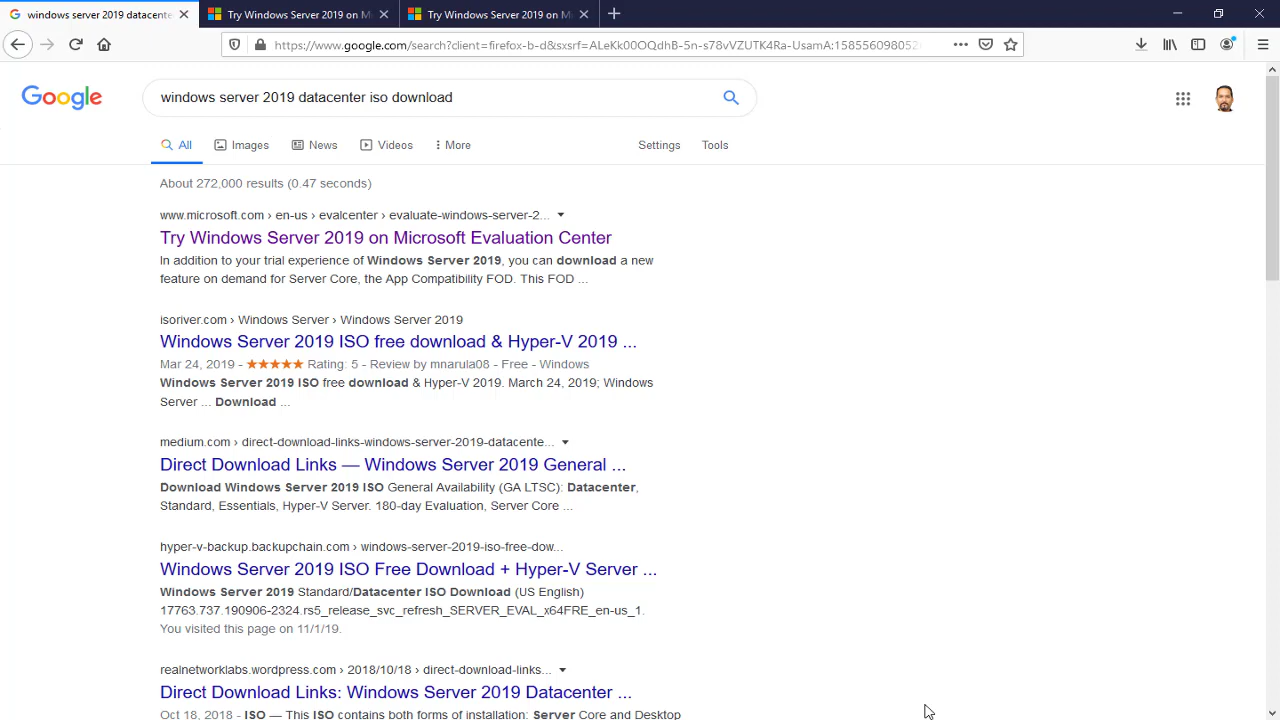 windows server 2019 datacente
Try Windows Server 2019 on M
Try Windows Server 2019 on M
https://www.google.com/search?client=firefox-b-d&sxsrf=ALeKk00OQdhB-5n-s78vVZUTK4Ra-UsamA:158556098052
Google
windows server 2019 datacenter iso download
All
Images
News
Videos
More
Settings
Tools
About 272,000 results (0.47 seconds)
www.microsoft.com › en-us › evalcenter › evaluate-windows-server-2...
Try Windows Server 2019 on Microsoft Evaluation Center
In addition to your trial experience of Windows Server 2019, you can download a new
feature on demand for Server Core, the App Compatibility FOD. This FOD ...
isoriver.com › Windows Server › Windows Server 2019
Windows Server 2019 ISO free download & Hyper-V 2019 ...
Mar 24, 2019 - ★★★★★ Rating: 5 - Review by mnarula08 - Free - Windows
Windows Server 2019 ISO free download & Hyper-V 2019. March 24, 2019; Windows
Server ... Download ...
medium.com › direct-download-links-windows-server-2019-datacente...
Direct Download Links — Windows Server 2019 General ...
Download Windows Server 2019 ISO General Availability (GA LTSC): Datacenter,
Standard, Essentials, Hyper-V Server. 180-day Evaluation, Server Core ...
hyper-v-backup.backupchain.com › windows-server-2019-iso-free-dow...
Windows Server 2019 ISO Free Download + Hyper-V Server ...
Windows Server 2019 Standard/Datacenter ISO Download (US English)
17763.737.190906-2324.rs5_release_svc_refresh_SERVER_EVAL_x64FRE_en-us_1.
You visited this page on 11/1/19.
realnetworklabs.wordpress.com › 2018/10/18 › direct-download-links...
Direct Download Links: Windows Server 2019 Datacenter ...
Oct 18, 2018 - ISO — This ISO contains both forms of installation: Server Core and Desktop